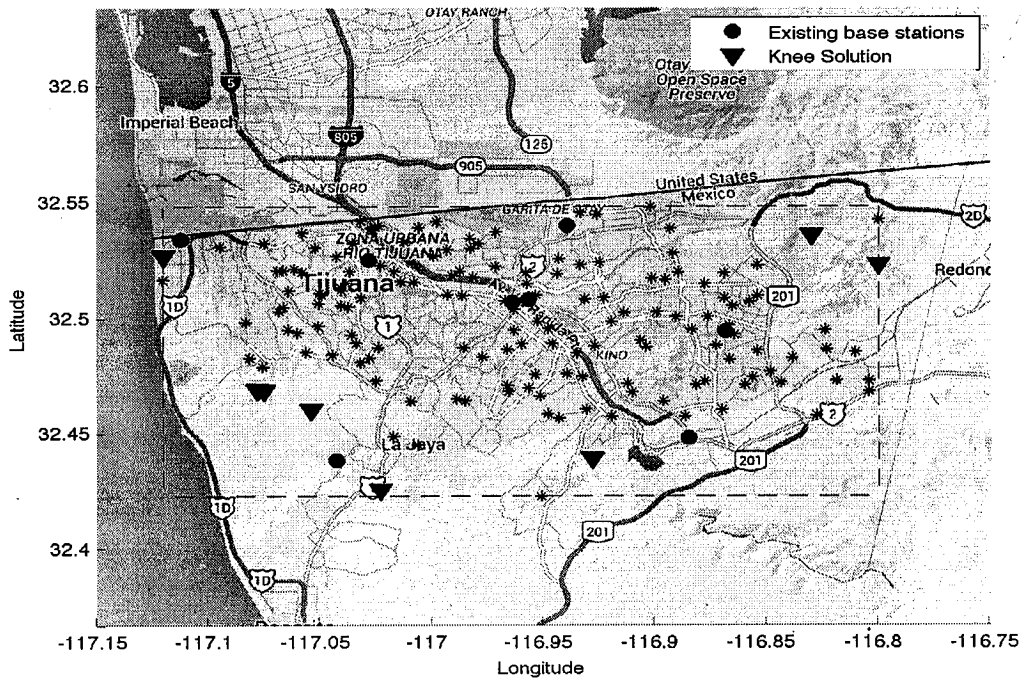 OTAY RANCH
Existing base stations
Knee Solution
Otay
Open Space
Preserve
32.6
5
Imperial Beach
805
125
905
SAN YSIDRO
United States
Mexico
32.55
GARITA DE OTAY
2D
ZONA URBANA
RIO TIJUANA
Redond
Tijuana
1D
201
32.5
1
KINO
2
32.45
La Joya
201
1D
201
32.4
1D
-117.15
-117.1
-117.05
-117
-116.95
-116.9
-116.85
-116.8
-116.75
Latitude
Longitude